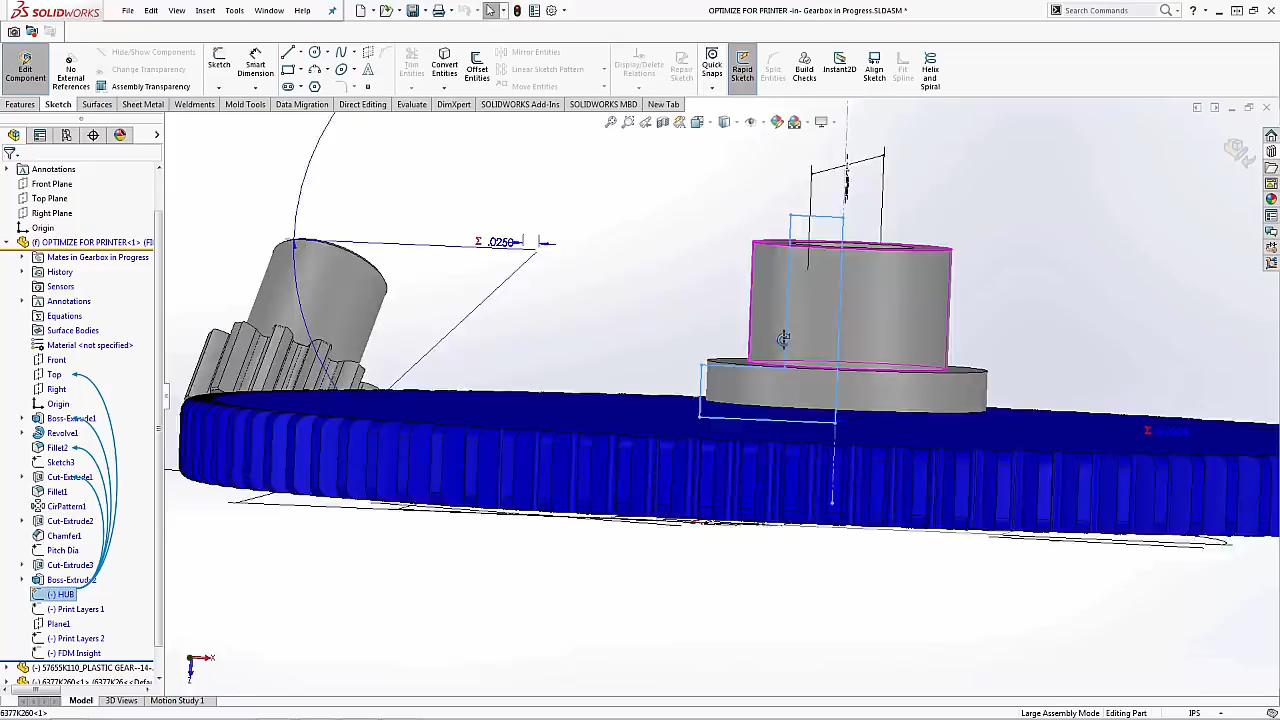 SOLIDWORKS File Edit View Insert Tools Window Help OPTIMIZE FOR PRINTER -in- Gearbox in Progress.SLDASM * Search Commands
Edit Component
No External References
Hide/Show Components
Change Transparency
Assembly Transparency
Sketch
Smart Dimension
Trim Entities
Convert Entities
Offset Entities
Mirror Entities
Linear Sketch Pattern
Move Entities
Display/Delete Relations
Repair Sketch
Quick Snaps
Rapid Sketch
Split Entities
Build Checks
Instant2D
Align Sketch
Fit Spline
Helix and Spiral
Features Sketch Surfaces Sheet Metal Weldments Mold Tools Data Migration Direct Editing Evaluate DimXpert SOLIDWORKS Add-Ins SOLIDWORKS MBD New Tab
Annotations
Front Plane
Top Plane
Right Plane
Origin
(f) OPTIMIZE FOR PRINTER<1> (FI
Mates in Gearbox in Progress
History
Sensors
Annotations
Equations
Surface Bodies
Material <not specified>
Front
Top
Right
Origin
Boss-Extrude1
Revolve1
Fillet2
Sketch3
Cut-Extrude1
Fillet1
CirPattern1
Cut-Extrude2
Chamfer1
Pitch Dia
Cut-Extrude3
Boss-Extrude2
(-) HUB
(-) Print Layers 1
Plane1
(-) Print Layers 2
(-) FDM Insight
(-) 57655K110_PLASTIC GEAR--14-
(-) 6377K260<1> (6377K26<<Defau
Σ .0250
X
Z
Model 3D Views Motion Study 1
6377K260<1> Large Assembly Mode Editing Part IPS